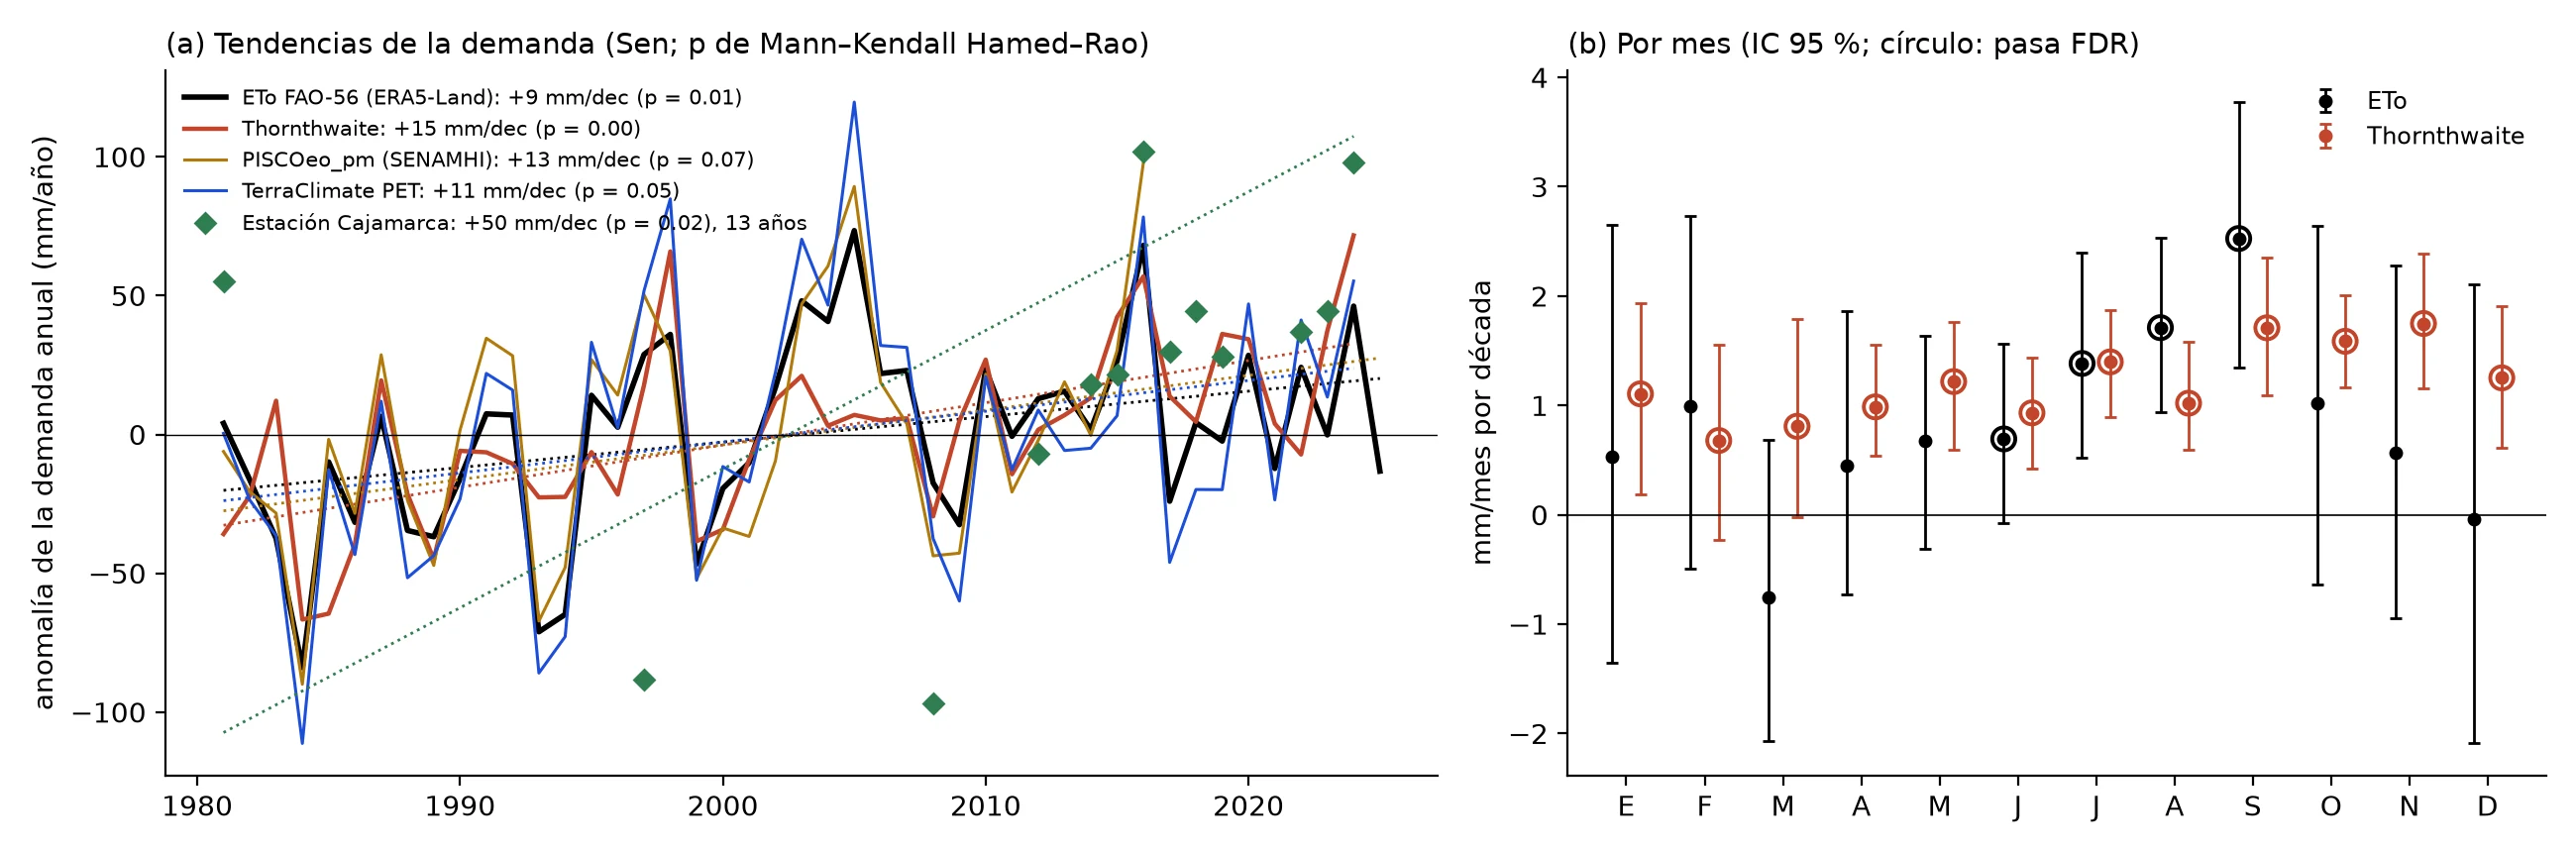 (a) Tendencias de la demanda (Sen; p de Mann–Kendall Hamed–Rao)
anomalía de la demanda anual (mm/año)
100
50
0
−50
−100
1980
1990
2000
2010
2020
ETo FAO-56 (ERA5-Land): +9 mm/dec (p = 0.01)
Thornthwaite: +15 mm/dec (p = 0.00)
PISCOeo_pm (SENAMHI): +13 mm/dec (p = 0.07)
TerraClimate PET: +11 mm/dec (p = 0.05)
Estación Cajamarca: +50 mm/dec (p = 0.02), 13 años
(b) Por mes (IC 95 %; círculo: pasa FDR)
mm/mes por década
4
3
2
1
0
−1
−2
E F M A M J J A S O N D
ETo
Thornthwaite